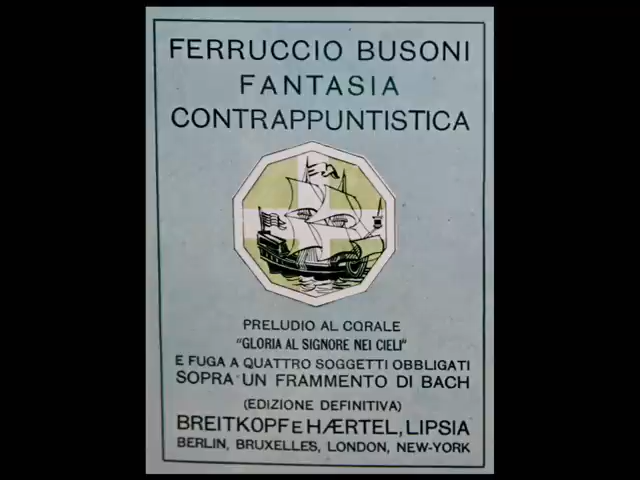 FERRUCCIO BUSONI
FANTASIA
CONTRAPPUNTISTICA
PRELUDIO AL CORALE
"GLORIA AL SIGNORE NEI CIELI"
E FUGA A QUATTRO SOGGETTI OBBLIGATI
SOPRA UN FRAMMENTO DI BACH
(EDIZIONE DEFINITIVA)
BREITKOPF E HÆRTEL, LIPSIA
BERLIN, BRUXELLES, LONDON, NEW-YORK